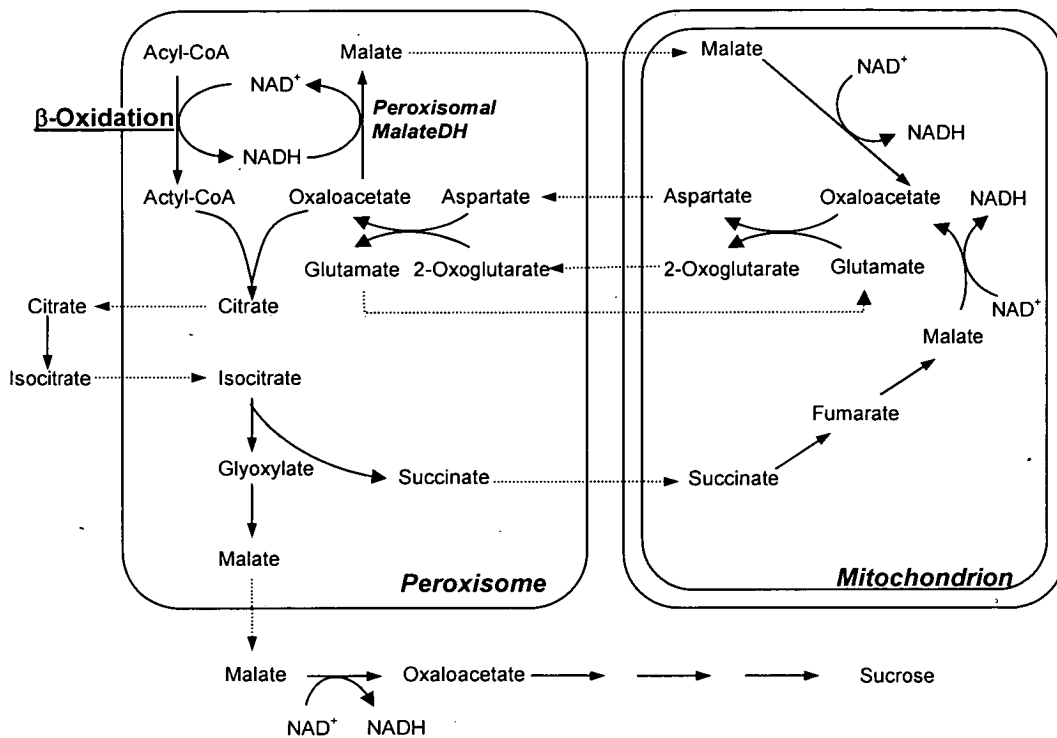 Acyl-CoA
Malate
Malate
NAD+
NAD+
β-Oxidation
Peroxisomal
MalateDH
NADH
NADH
Actyl-CoA
Oxaloacetate
Aspartate
Aspartate
Oxaloacetate
NADH
Glutamate
2-Oxoglutarate
2-Oxoglutarate
Glutamate
Citrate
Citrate
NAD+
Malate
Isocitrate
Isocitrate
Fumarate
Glyoxylate
Succinate
Succinate
Malate
Peroxisome
Mitochondrion
Malate
Oxaloacetate
Sucrose
NAD+
NADH